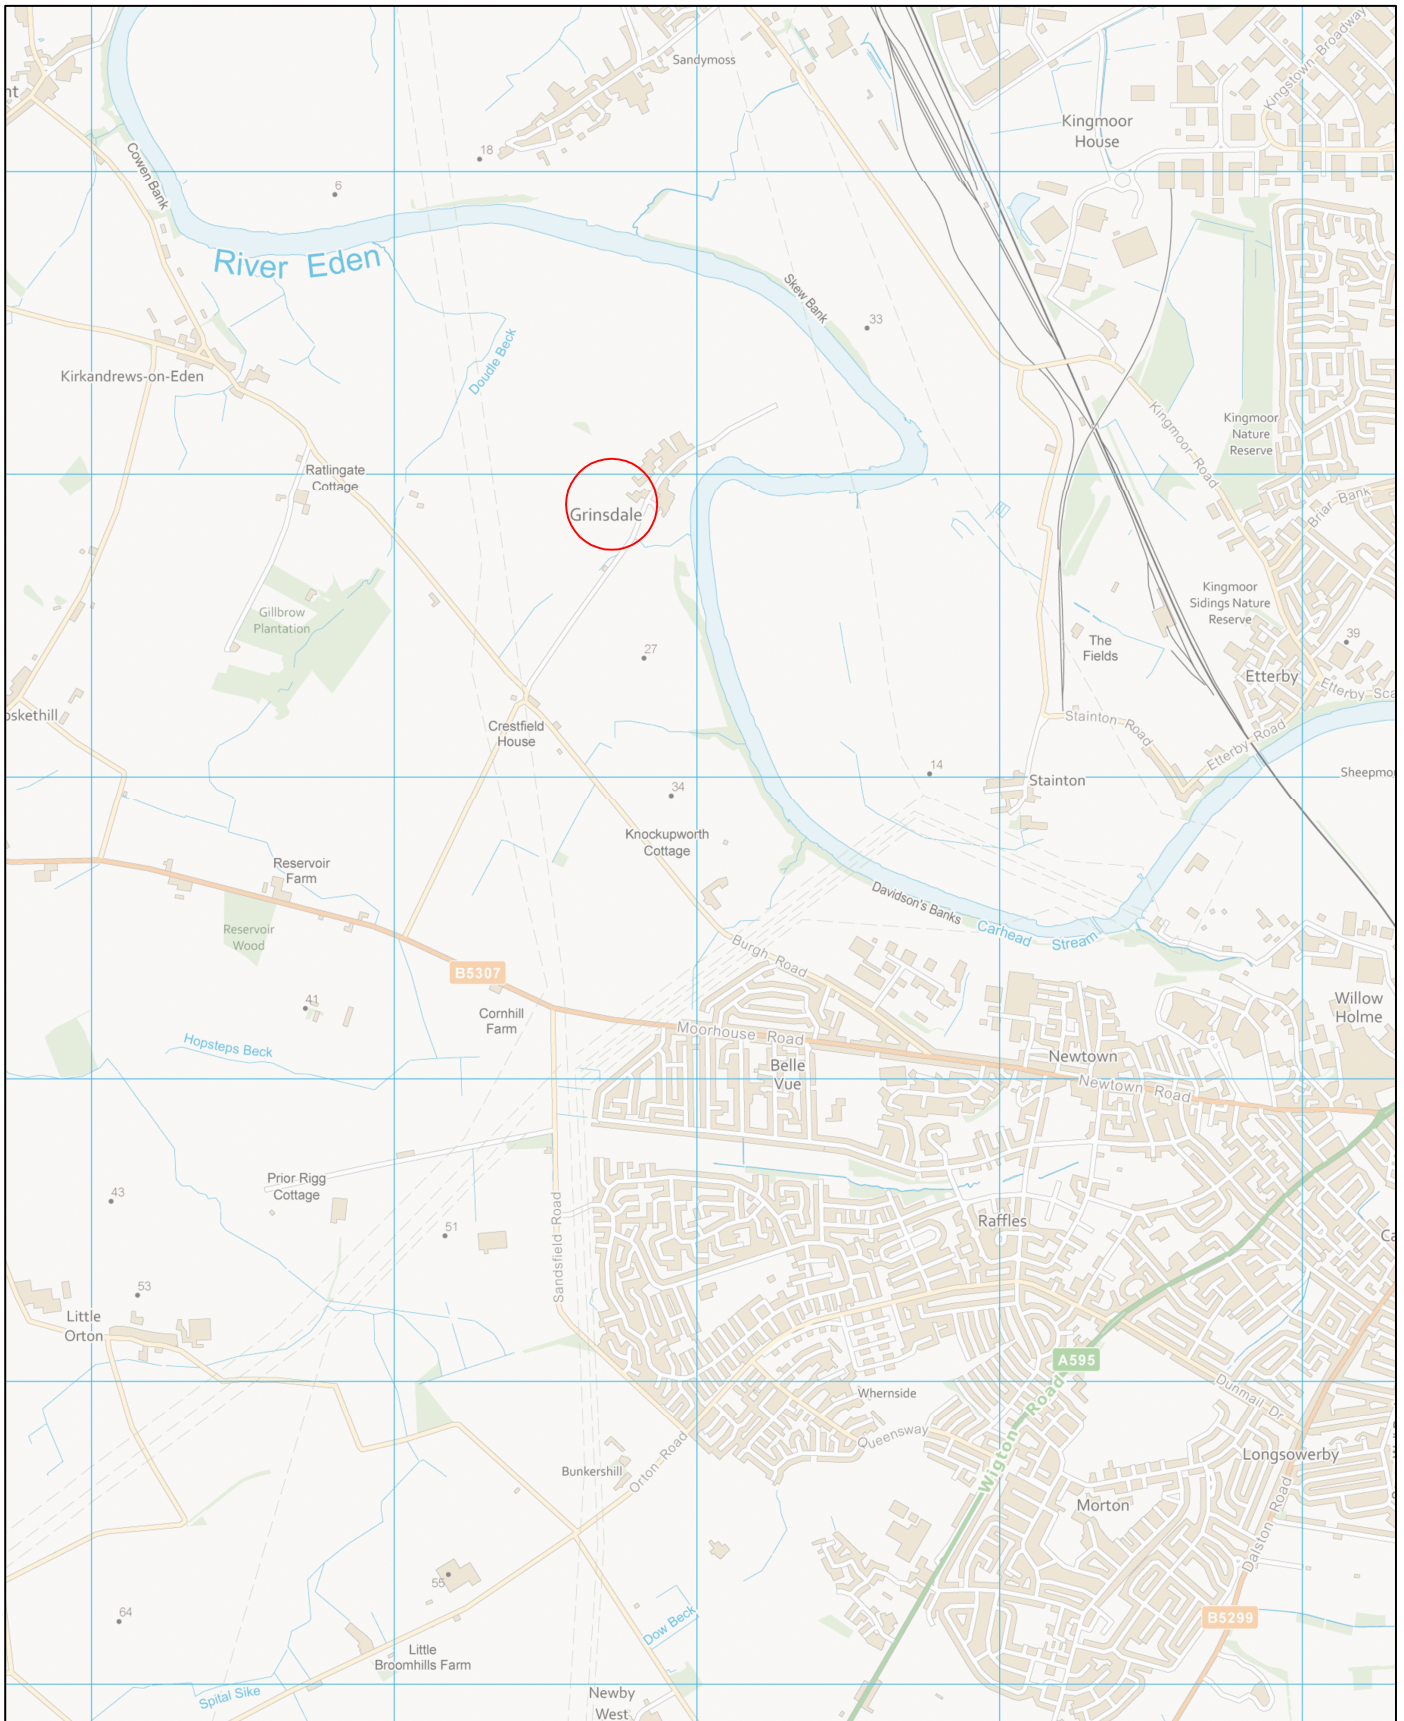 Sandymoss
nt
Kingstown Broadway
Kingmoor
House
18
Cowen Bank
6
River Eden
Skew Bank
33
Doudle Beck
Kirkandrews-on-Eden
Kingmoor Road
Kingmoor
Nature
Reserve
Ratlingate
Cottage
Briar Bank
Grinsdale
Kingmoor
Sidings Nature
Reserve
Gillbrow
Plantation
39
The
Fields
27
Etterby
Etterby Sca
oskethill
Stainton Road
Crestfield
House
Etterby Road
14
Stainton
Sheepmo
34
Knockupworth
Cottage
Reservoir
Farm
Davidson's Banks
Carhead Stream
Reservoir
Wood
Burgh Road
B5307
41
Cornhill
Farm
Willow
Holme
Moorhouse Road
Hopsteps Beck
Newtown
Belle
Vue
Newtown Road
Prior Rigg
Cottage
43
Raffles
51
Ca
Sandsfield Road
53
Little
Orton
A595
Wigton Road
Whernside
Dunmail Dr
Queensway
Longsowerby
Orton Road
Bunkershill
Morton
Dalston Road
55
64
B5299
Dow Beck
Little
Broomhills Farm
Spital Sike
Newby
West